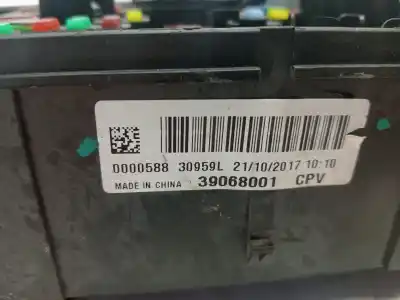 D000588 30959L 21/10/2017 10:10
MADE IN CHINA 39068001 CPV